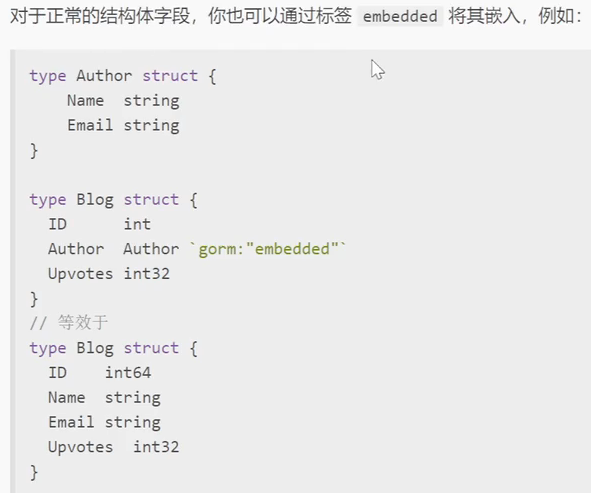 对于正常的结构体字段，你也可以通过标签 embedded 将其嵌入，例如：
type Author struct {
    Name  string
    Email string
}

type Blog struct {
  ID      int
  Author  Author `gorm:"embedded"`
  Upvotes int32
}
// 等效于
type Blog struct {
  ID    int64
  Name  string
  Email string
  Upvotes  int32
}